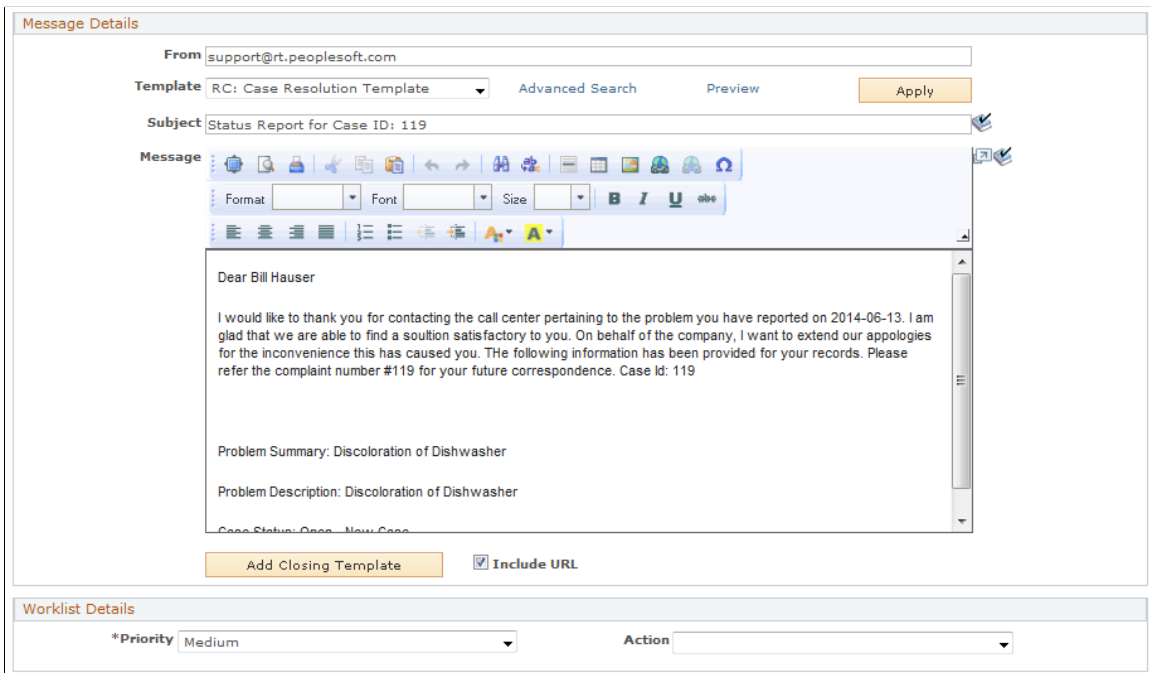 Message Details
From support@rt.peoplesoft.com
Template RC: Case Resolution Template Advanced Search Preview Apply
Subject Status Report for Case ID: 119
Message
Format Font Size B I U abc
A A
Dear Bill Hauser
I would like to thank you for contacting the call center pertaining to the problem you have reported on 2014-06-13. I am
glad that we are able to find a soultion satisfactory to you. On behalf of the company, I want to extend our appologies
for the inconvenience this has caused you. THe following information has been provided for your records. Please
refer the complaint number #119 for your future correspondence. Case Id: 119
Problem Summary: Discoloration of Dishwasher
Problem Description: Discoloration of Dishwasher
Case Status: Open - New Case
Add Closing Template Include URL
Worklist Details
*Priority Medium Action